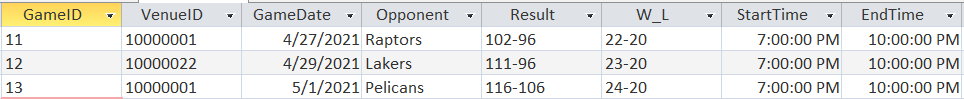 GameID VenueID GameDate Opponent Result W_L StartTime EndTime
11 10000001 4/27/2021 Raptors 102-96 22-20 7:00:00 PM 10:00:00 PM
12 10000022 4/29/2021 Lakers 111-96 23-20 7:00:00 PM 10:00:00 PM
13 10000001 5/1/2021 Pelicans 116-106 24-20 7:00:00 PM 10:00:00 PM